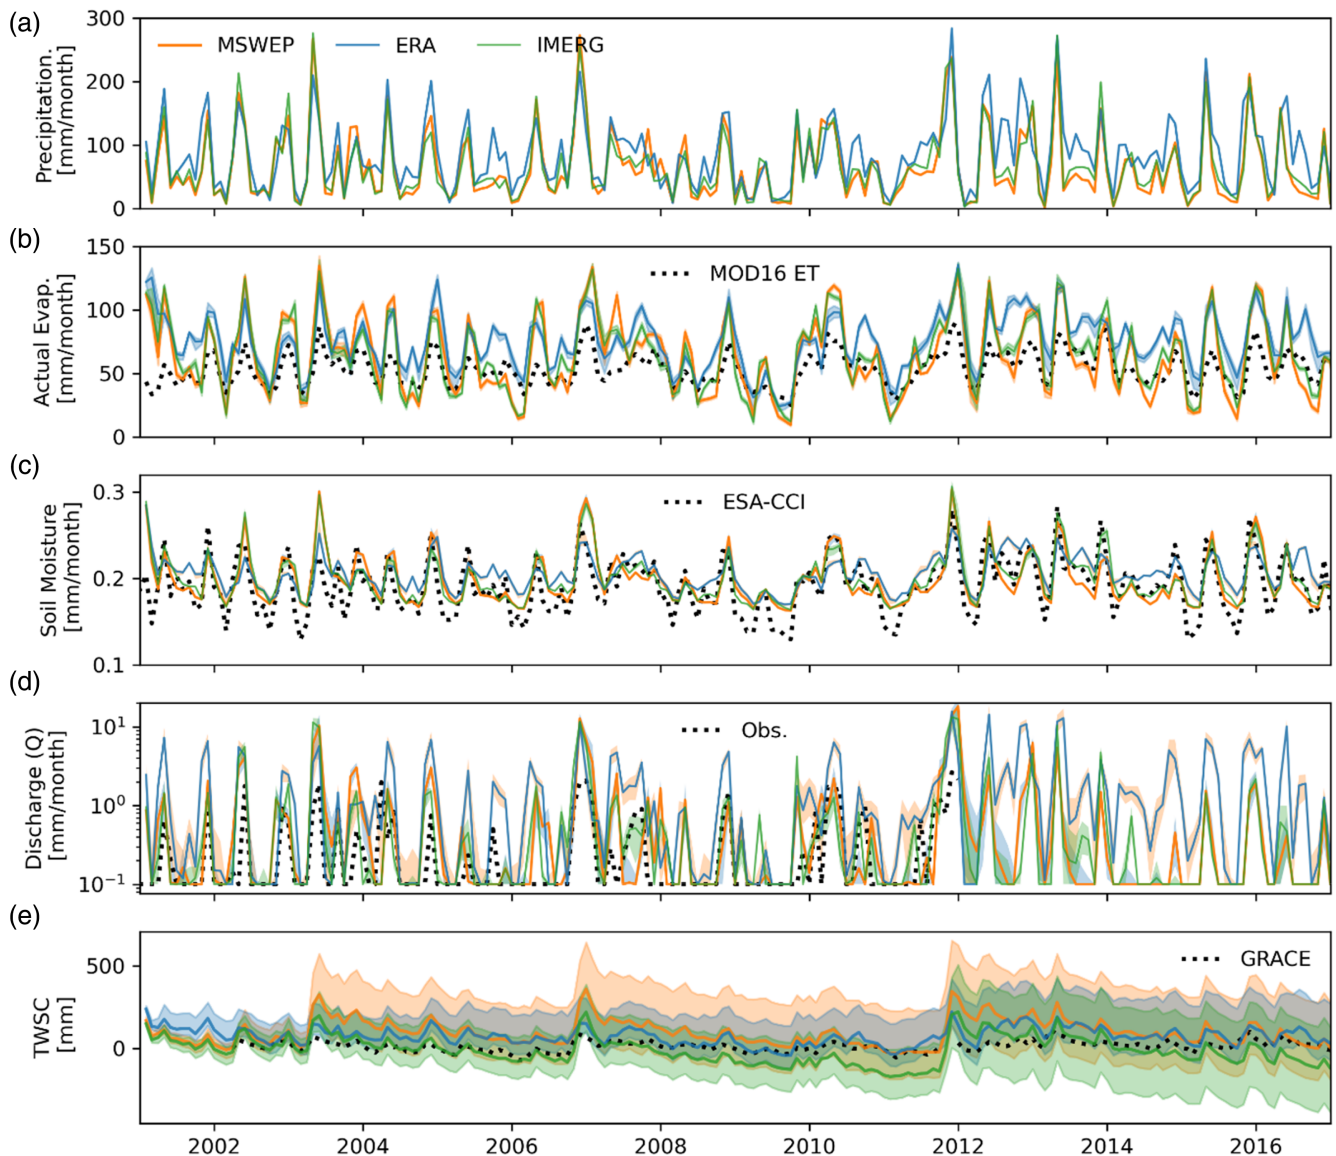 (a)
300
200
100
0
Precipitation.
[mm/month]
MSWEP ERA IMERG
(b)
150
100
50
0
Actual Evap.
[mm/month]
MOD16 ET
(c)
0.3
0.2
0.1
Soil Moisture
[mm/month]
ESA-CCI
(d)
10¹
10⁰
10⁻¹
Discharge (Q)
[mm/month]
Obs.
(e)
500
0
TWSC
[mm]
GRACE
2002 2004 2006 2008 2010 2012 2014 2016